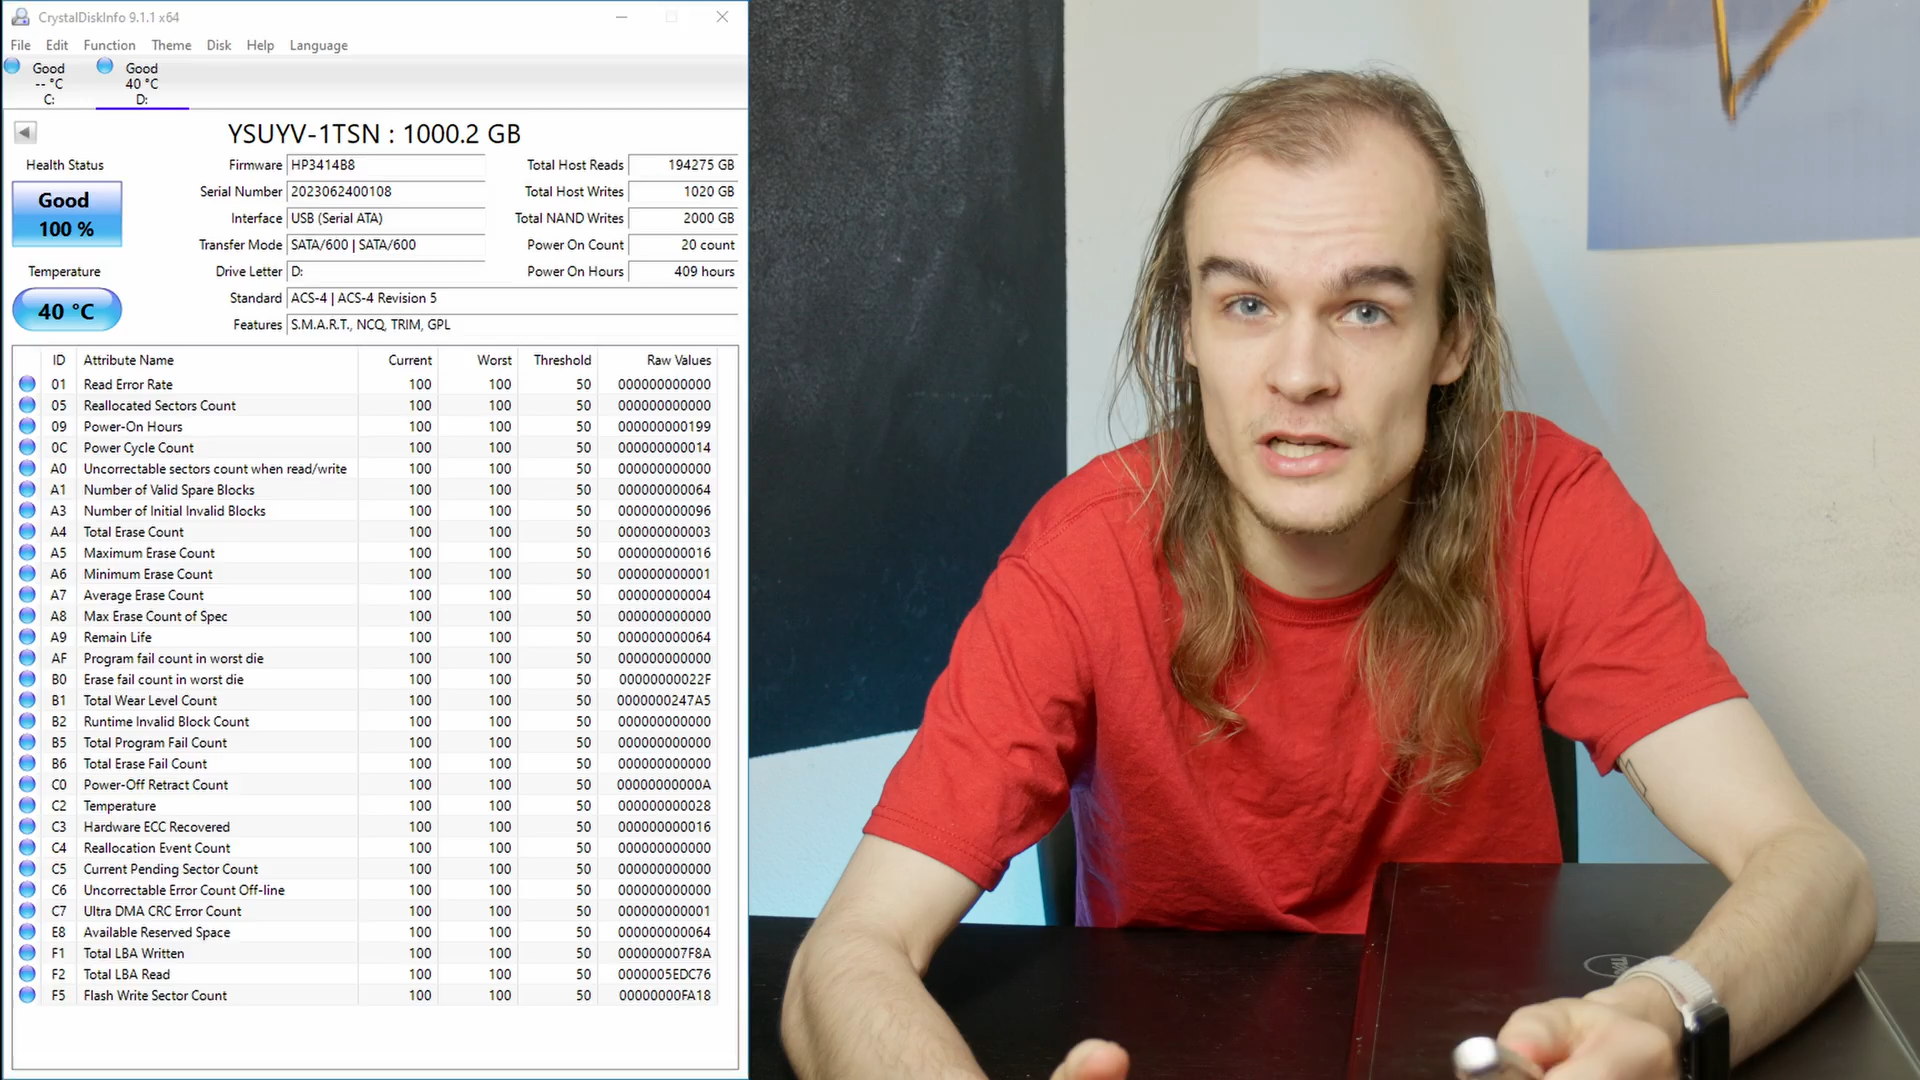 CrystalDiskInfo 9.1.1 x64
File Edit Function Theme Disk Help Language
Good Good
-- °C 40 °C
C: D:
YSUYV-1TSN : 1000.2 GB
Health Status
Good
100 %
Temperature
40 °C
Firmware HP3414B8
Serial Number 2023062400108
Interface USB (Serial ATA)
Transfer Mode SATA/600 | SATA/600
Drive Letter D:
Standard ACS-4 | ACS-4 Revision 5
Features S.M.A.R.T., NCQ, TRIM, GPL
Total Host Reads 194275 GB
Total Host Writes 1020 GB
Total NAND Writes 2000 GB
Power On Count 20 count
Power On Hours 409 hours
ID Attribute Name Current Worst Threshold Raw Values
01 Read Error Rate 100 100 50 000000000000
05 Reallocated Sectors Count 100 100 50 000000000000
09 Power-On Hours 100 100 50 000000000199
0C Power Cycle Count 100 100 50 000000000014
A0 Uncorrectable sectors count when read/write 100 100 50 000000000000
A1 Number of Valid Spare Blocks 100 100 50 000000000064
A3 Number of Initial Invalid Blocks 100 100 50 000000000096
A4 Total Erase Count 100 100 50 000000000003
A5 Maximum Erase Count 100 100 50 000000000016
A6 Minimum Erase Count 100 100 50 000000000001
A7 Average Erase Count 100 100 50 000000000004
A8 Max Erase Count of Spec 100 100 50 000000000000
A9 Remain Life 100 100 50 000000000064
AF Program fail count in worst die 100 100 50 000000000000
B0 Erase fail count in worst die 100 100 50 00000000022F
B1 Total Wear Level Count 100 100 50 0000000247A5
B2 Runtime Invalid Block Count 100 100 50 000000000000
B5 Total Program Fail Count 100 100 50 000000000000
B6 Total Erase Fail Count 100 100 50 000000000000
C0 Power-Off Retract Count 100 100 50 00000000000A
C2 Temperature 100 100 50 000000000028
C3 Hardware ECC Recovered 100 100 50 000000000016
C4 Reallocation Event Count 100 100 50 000000000000
C5 Current Pending Sector Count 100 100 50 000000000000
C6 Uncorrectable Error Count Off-line 100 100 50 000000000000
C7 Ultra DMA CRC Error Count 100 100 50 000000000001
E8 Available Reserved Space 100 100 50 000000000064
F1 Total LBA Written 100 100 50 000000007F8A
F2 Total LBA Read 100 100 50 0000005EDC76
F5 Flash Write Sector Count 100 100 50 00000000FA18